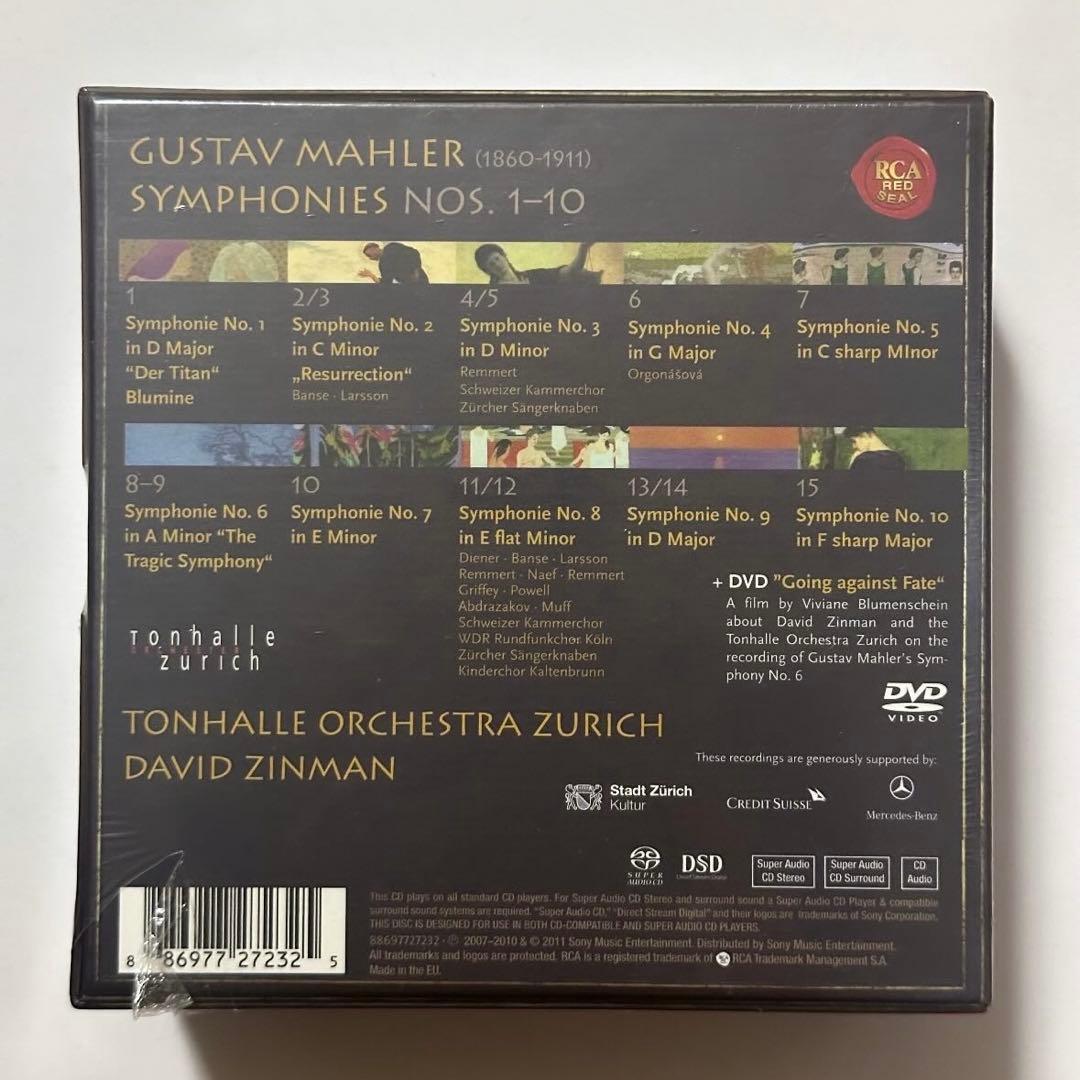 GUSTAV MAHLER (1860-1911)
SYMPHONIES NOS. 1–10
RCA
RED
SEAL
1
Symphonie No. 1
in D Major
“Der Titan“
Blumine
2/3
Symphonie No. 2
in C Minor
„Resurrection“
Banse · Larsson
4/5
Symphonie No. 3
in D Minor
Remmert
Schweizer Kammerchor
Zürcher Sängerknaben
6
Symphonie No. 4
in G Major
Orgonášová
7
Symphonie No. 5
in C sharp MInor
8–9
Symphonie No. 6
in A Minor “The
Tragic Symphony“
10
Symphonie No. 7
in E Minor
11/12
Symphonie No. 8
in E flat Minor
Diener · Banse · Larsson
Remmert · Naef · Remmert
Griffey · Powell
Abdrazakov · Muff
Schweizer Kammerchor
WDR Rundfunkchor Köln
Zürcher Sängerknaben
Kinderchor Kaltenbrunn
13/14
Symphonie No. 9
in D Major
15
Symphonie No. 10
in F sharp Major
+ DVD ”Going against Fate“
A film by Viviane Blumenschein
about David Zinman and the
Tonhalle Orchestra Zurich on the
recording of Gustav Mahler's Sym-
phony No. 6
DVD
VIDEO
Tonhalle
ORCHESTER
zurich
TONHALLE ORCHESTRA ZURICH
DAVID ZINMAN
These recordings are generously supported by:
Stadt Zürich
Kultur
CREDIT SUISSE
Mercedes-Benz
SUPER
AUDIO CD
DSD
Direct Stream Digital
Super Audio
CD Stereo
Super Audio
CD Surround
CD
Audio
This CD plays on all standard CD players. For Super Audio CD Stereo and surround sound a Super Audio CD Player & compatible
surround sound systems are required. "Super Audio CD," "Direct Stream Digital" and their logos are trademarks of Sony Corporation.
THIS DISC IS DESIGNED FOR USE IN BOTH CD-COMPATIBLE AND SUPER AUDIO CD PLAYERS.
88697727232 · ℗ 2007–2010 & © 2011 Sony Music Entertainment. Distributed by Sony Music Entertainment.
All trademarks and logos are protected. RCA is a registered trademark of RCA Trademark Management S.A.
Made in the EU.
8 86977 27232 5